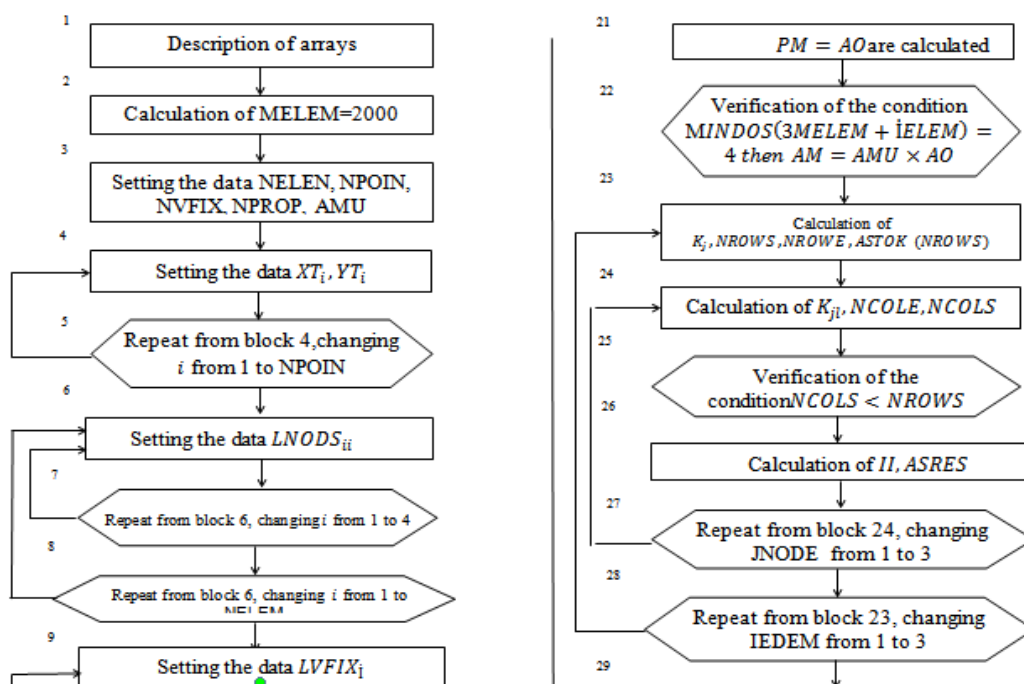 1
Description of arrays
2
Calculation of MELEM=2000
3
Setting the data NELEN, NPOIN,
NVFIX, NPROP, AMU
4
Setting the data XTᵢ, YTᵢ
5
Repeat from block 4,changing
i from 1 to NPOIN
6
Setting the data LNODSᵢᵢ
7
Repeat from block 6, changing i from 1 to 4
8
Repeat from block 6, changing i from 1 to
NELEM
9
Setting the data LVFIXᵢ
21
PM = AO are calculated
22
Verification of the condition
MINDOS(3MELEM + İELEM) =
4 then AM = AMU × AO
23
Calculation of
Kⱼ, NROWS, NROWE, ASTOK (NROWS)
24
Calculation of Kⱼₗ, NCOLE, NCOLS
25
Verification of the
conditionNCOLS < NROWS
26
Calculation of II, ASRES
27
Repeat from block 24, changing
JNODE from 1 to 3
28
Repeat from block 23, changing
IEDEM from 1 to 3
29